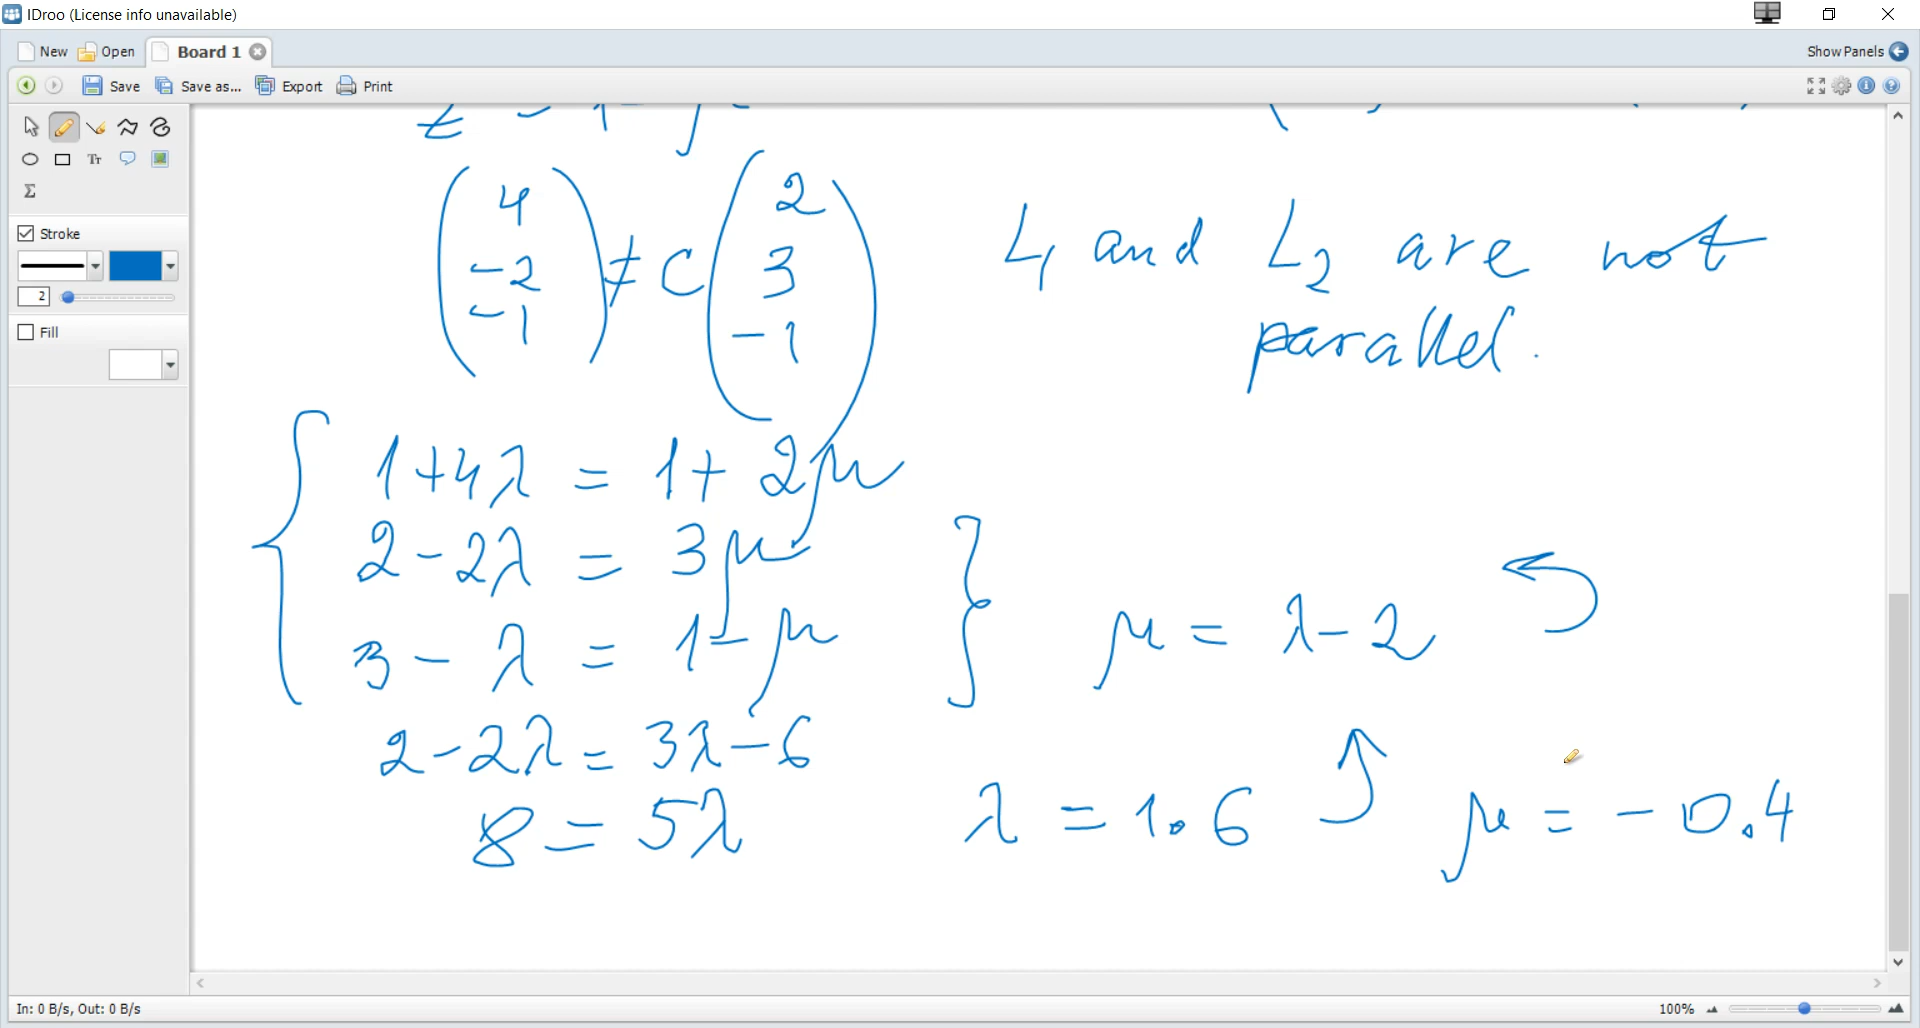 IDroo (License info unavailable)
New Open Board 1 Show Panels
Save Save as... Export Print
Tт
Σ
Stroke
2
Fill
z = 1 - μ
(4 -2 -1) ≠ C (2 3 -1)
L1 and L2 are not
parallel.
1+4λ = 1+2μ
2-2λ = 3μ
3-λ = 1-μ
μ = λ-2
2-2λ = 3λ-6
8 = 5λ
λ = 1.6
μ = -0.4
In: 0 B/s, Out: 0 B/s
100%